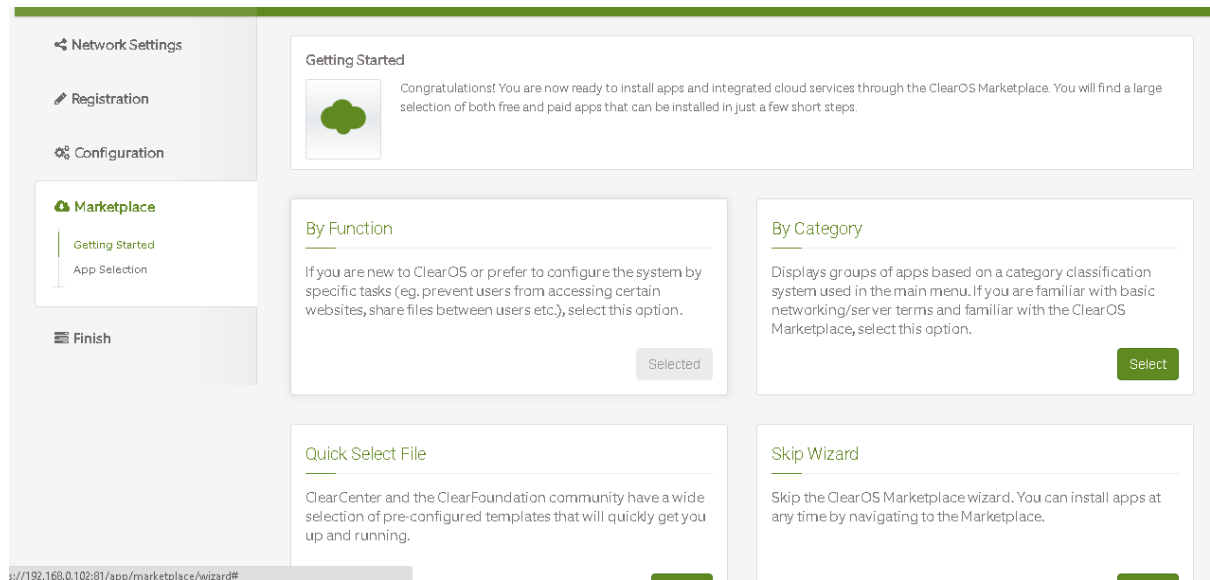 Network Settings
Registration
Configuration
Marketplace
Getting Started
App Selection
Finish
Getting Started
Congratulations! You are now ready to install apps and integrated cloud services through the ClearOS Marketplace. You will find a large
selection of both free and paid apps that can be installed in just a few short steps.
By Function
If you are new to ClearOS or prefer to configure the system by
specific tasks (eg. prevent users from accessing certain
websites, share files between users etc.), select this option.
Selected
By Category
Displays groups of apps based on a category classification
system used in the main menu. If you are familiar with basic
networking/server terms and familiar with the ClearOS
Marketplace, select this option.
Select
Quick Select File
ClearCenter and the ClearFoundation community have a wide
selection of pre-configured templates that will quickly get you
up and running.
Skip Wizard
Skip the ClearOS Marketplace wizard. You can install apps at
any time by navigating to the Marketplace.
s://192.168.0.102:81/app/marketplace/wizard#